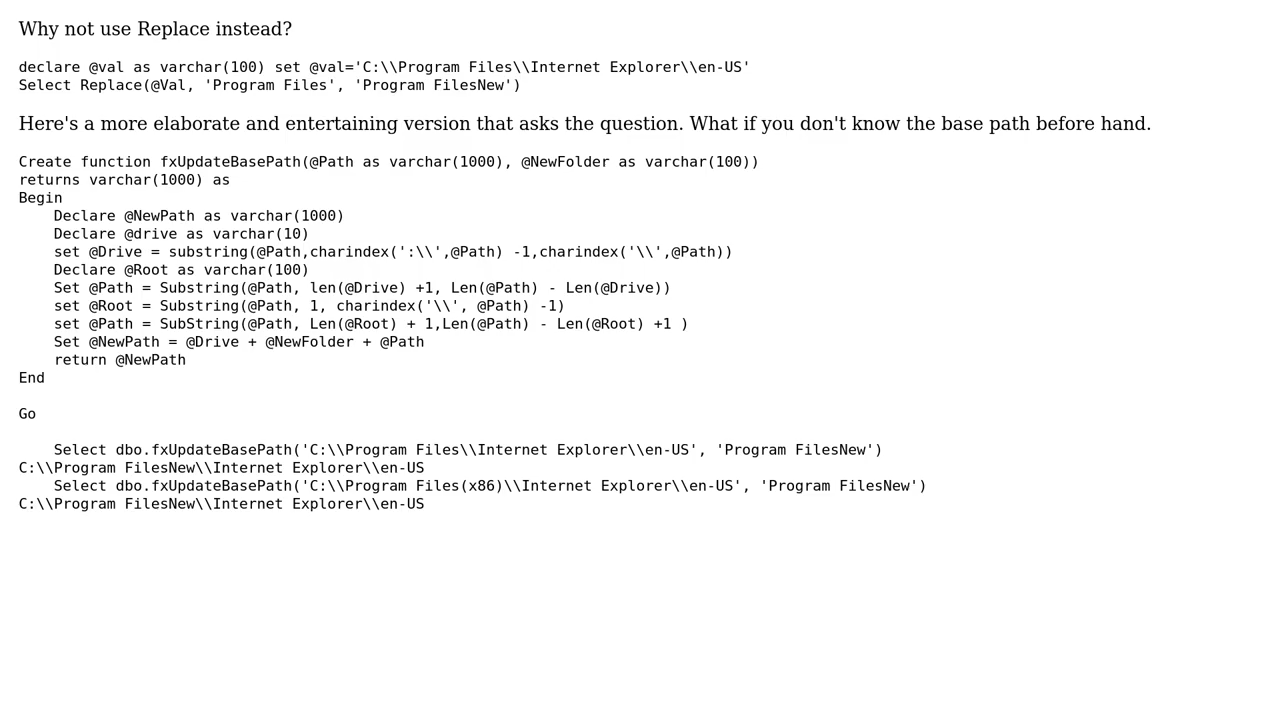 Why not use Replace instead?
declare @val as varchar(100) set @val='C:\\Program Files\\Internet Explorer\\en-US'
Select Replace(@Val, 'Program Files', 'Program FilesNew')
Here's a more elaborate and entertaining version that asks the question. What if you don't know the base path before hand.
Create function fxUpdateBasePath(@Path as varchar(1000), @NewFolder as varchar(100))
returns varchar(1000) as
Begin
    Declare @NewPath as varchar(1000)
    Declare @drive as varchar(10)
    set @Drive = substring(@Path,charindex(':\\',@Path) -1,charindex('\\',@Path))
    Declare @Root as varchar(100)
    Set @Path = Substring(@Path, len(@Drive) +1, Len(@Path) - Len(@Drive))
    set @Root = Substring(@Path, 1, charindex('\\', @Path) -1)
    set @Path = SubString(@Path, Len(@Root) + 1,Len(@Path) - Len(@Root) +1 )
    Set @NewPath = @Drive + @NewFolder + @Path
    return @NewPath
End
Go
    Select dbo.fxUpdateBasePath('C:\\Program Files\\Internet Explorer\\en-US', 'Program FilesNew')
C:\\Program FilesNew\\Internet Explorer\\en-US
    Select dbo.fxUpdateBasePath('C:\\Program Files(x86)\\Internet Explorer\\en-US', 'Program FilesNew')
C:\\Program FilesNew\\Internet Explorer\\en-US